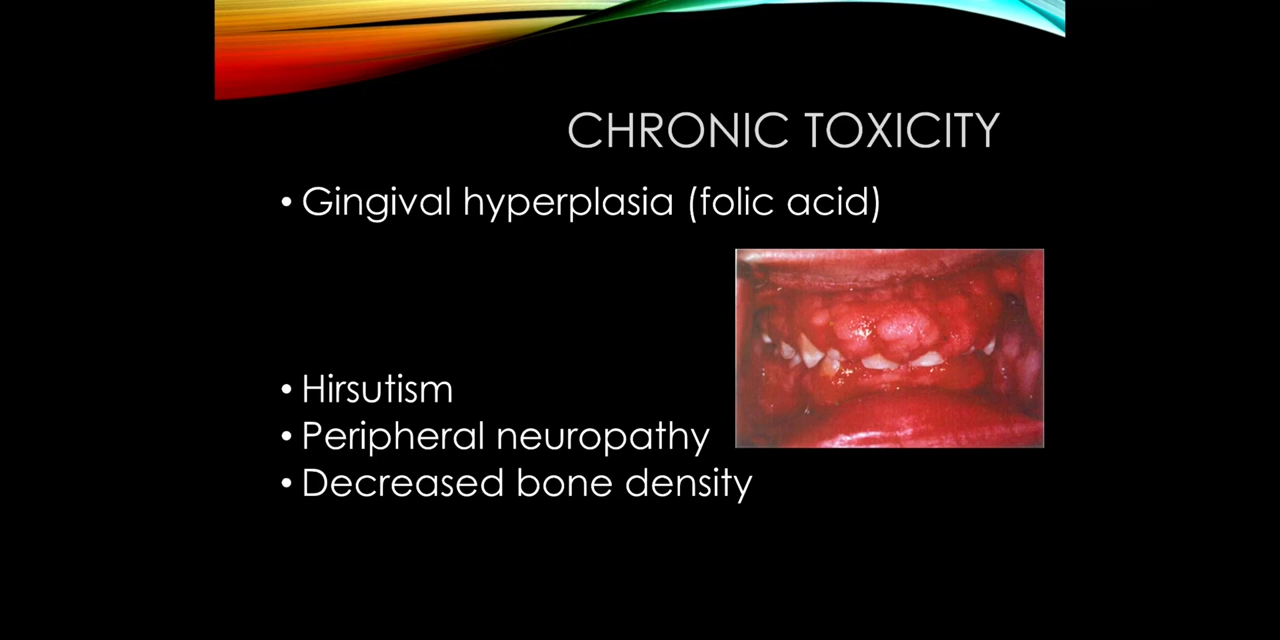 CHRONIC TOXICITY
• Gingival hyperplasia (folic acid)
• Hirsutism
• Peripheral neuropathy
• Decreased bone density